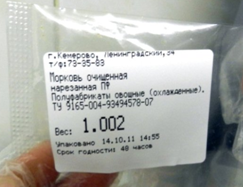 г.Кемерово, Ленинградский,34
т/ф:73-35-83
Морковь очищенная
нарезанная ПФ
Полуфабрикаты овощные (охлажденные).
ТУ 9165-004-93494578-07
Вес: 1.002
Упаковано 14.10.11 14:55
Срок годности: 48 часов